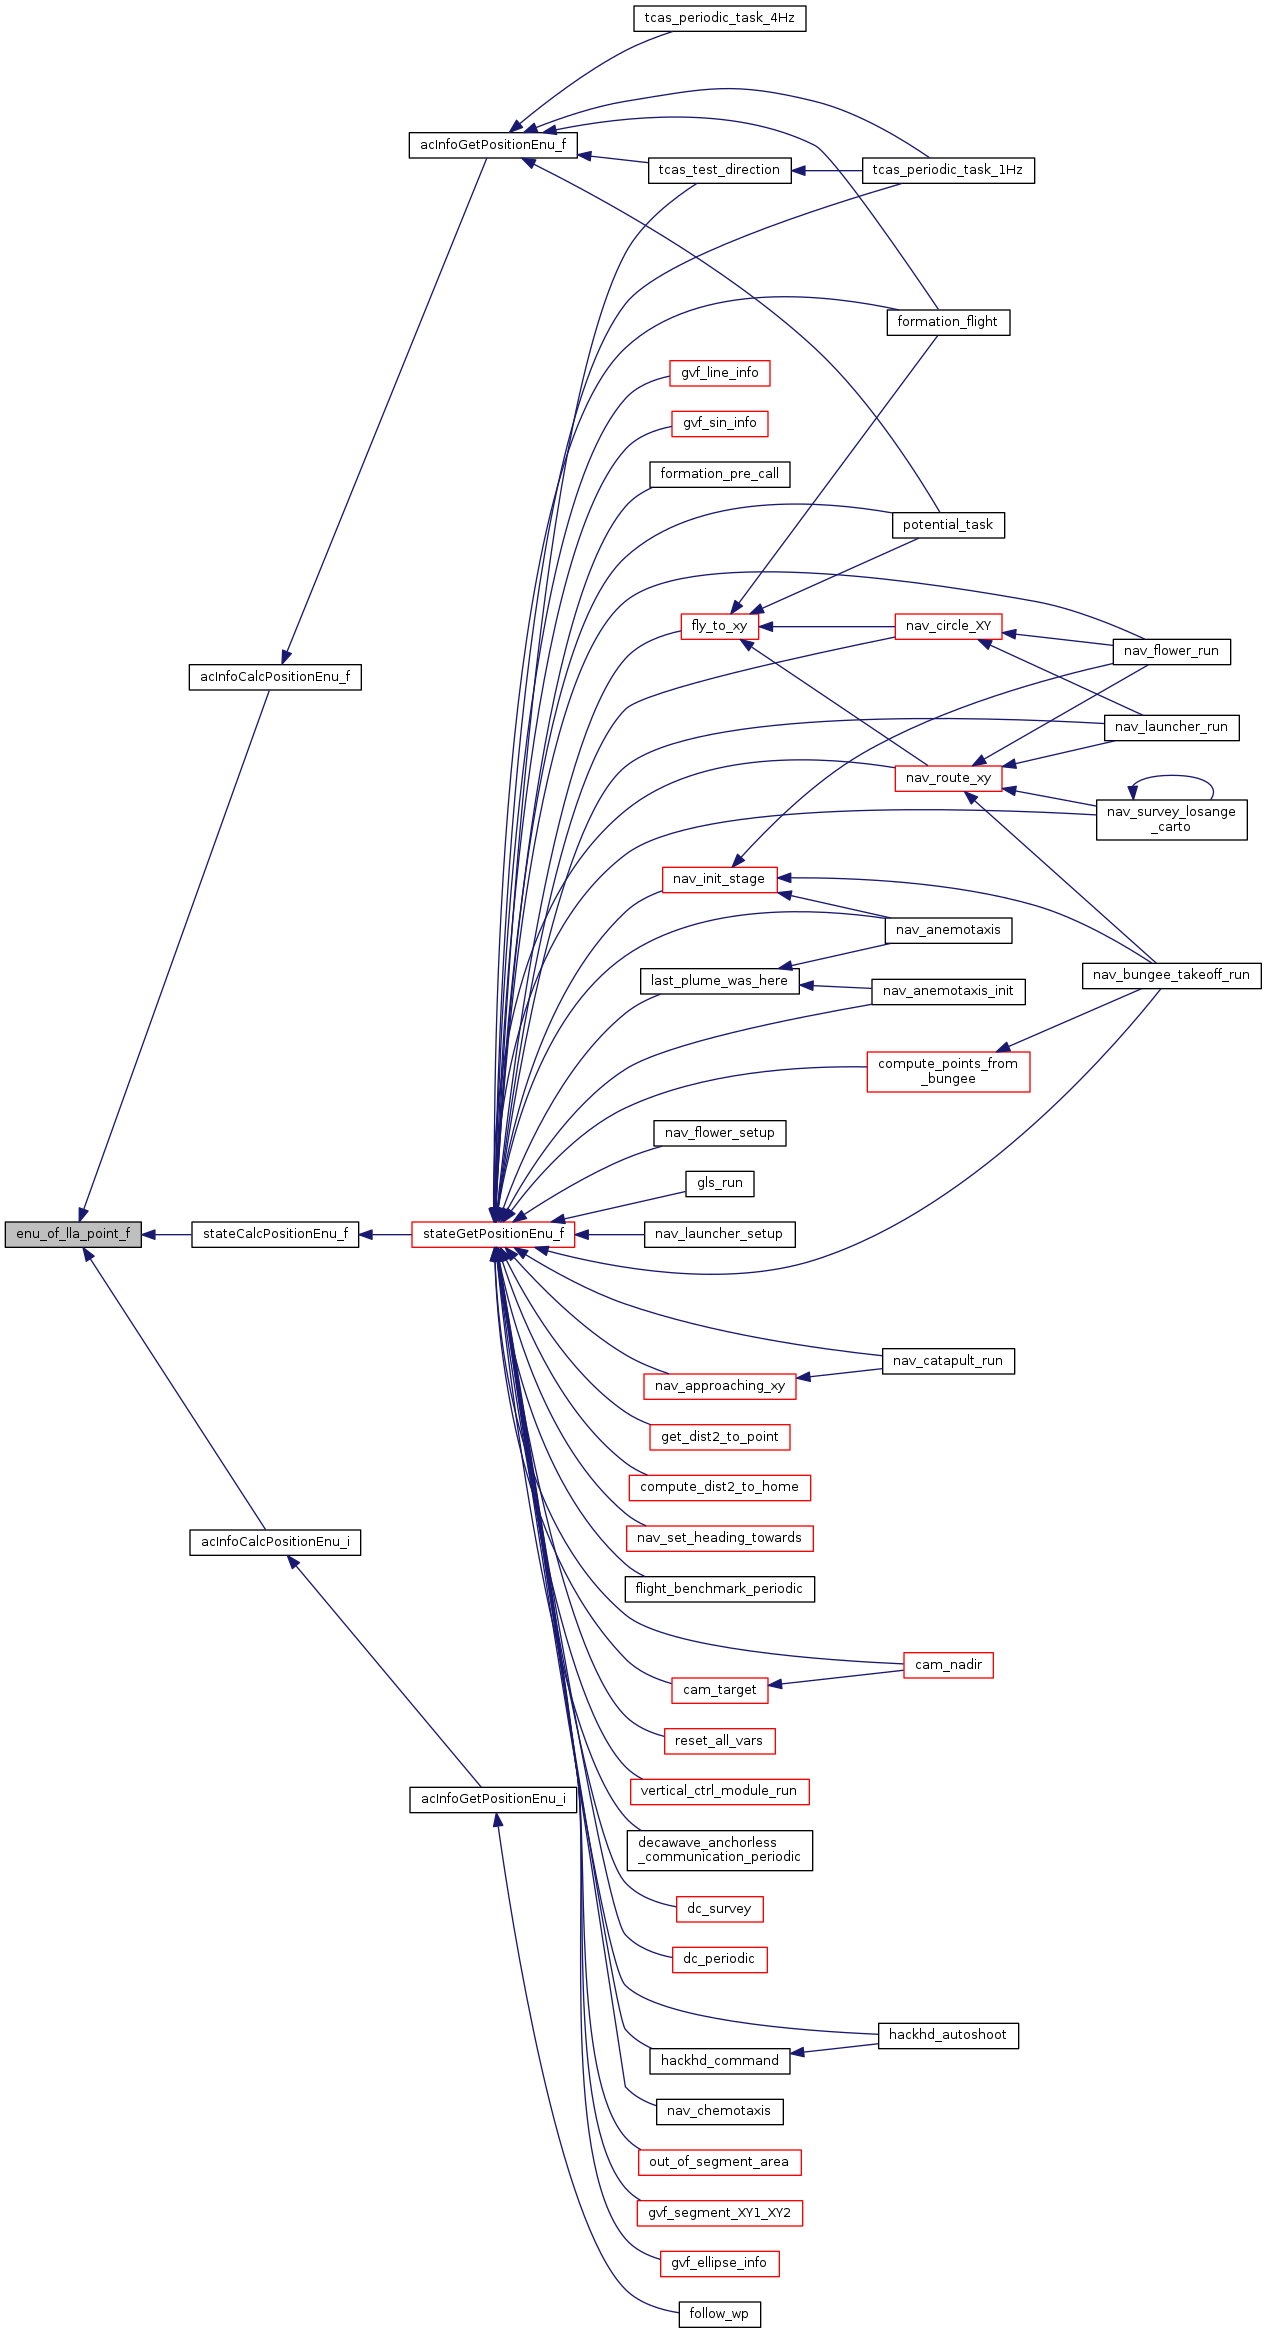 tcas_periodic_task_4Hz
acInfoGetPositionEnu_f
tcas_test_direction
tcas_periodic_task_1Hz
formation_flight
gvf_line_info
gvf_sin_info
formation_pre_call
potential_task
fly_to_xy
nav_circle_XY
nav_flower_run
acInfoCalcPositionEnu_f
nav_launcher_run
nav_route_xy
nav_survey_losange
_carto
nav_init_stage
nav_anemotaxis
last_plume_was_here
nav_anemotaxis_init
nav_bungee_takeoff_run
compute_points_from
_bungee
nav_flower_setup
gls_run
enu_of_lla_point_f
stateCalcPositionEnu_f
stateGetPositionEnu_f
nav_launcher_setup
nav_catapult_run
nav_approaching_xy
get_dist2_to_point
compute_dist2_to_home
nav_set_heading_towards
acInfoCalcPositionEnu_i
flight_benchmark_periodic
cam_nadir
cam_target
reset_all_vars
vertical_ctrl_module_run
acInfoGetPositionEnu_i
decawave_anchorless
_communication_periodic
dc_survey
dc_periodic
hackhd_autoshoot
hackhd_command
nav_chemotaxis
out_of_segment_area
gvf_segment_XY1_XY2
gvf_ellipse_info
follow_wp